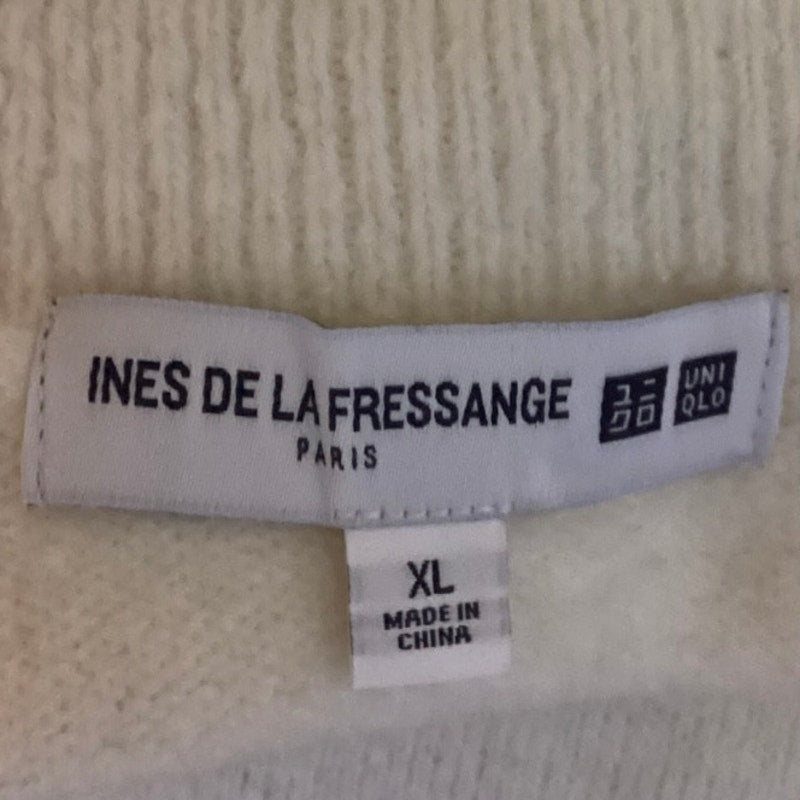 INES DE LA FRESSANGE
PARIS
ユニ
クロ
UNI
QLO
XL
MADE IN
CHINA